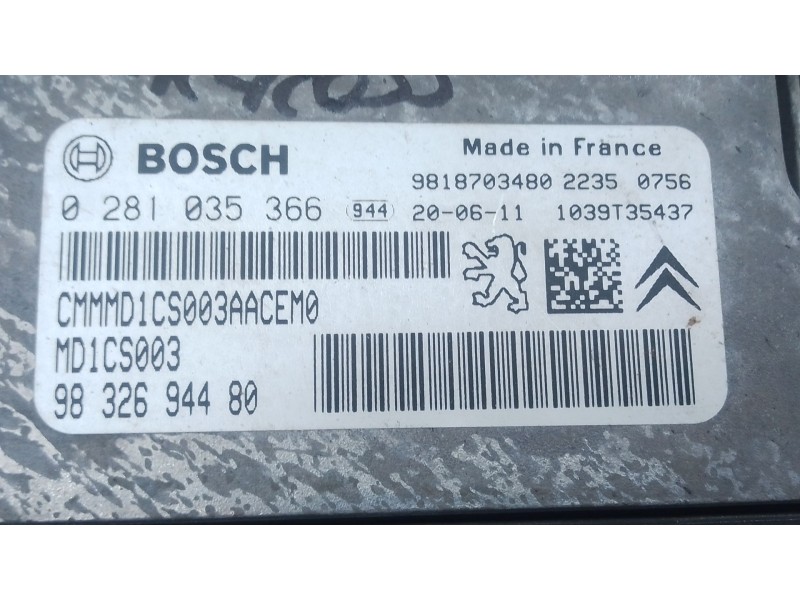 BOSCH
Made in France
9818703480 2235 0756
0 281 035 366 944 20-06-11 1039T35437
CMMMD1CS003AACEM0
MD1CS003
98 326 944 80